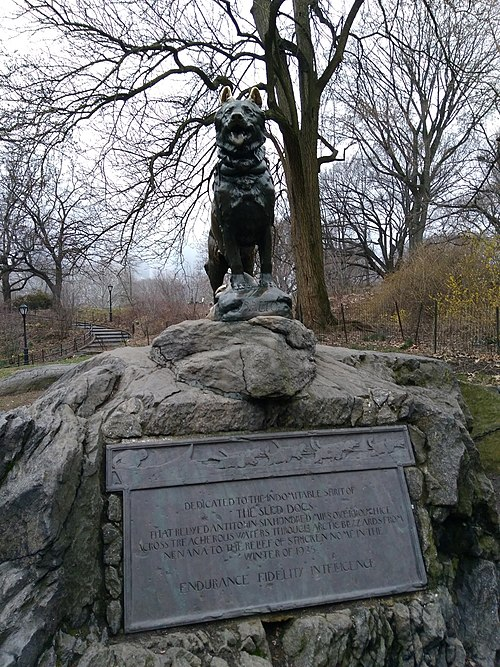 DEDICATED TO THE INDOMITABLE SPIRIT OF
THE SLED DOGS
THAT RELAYED ANTITOXIN SIX HUNDRED MILES OVER ROUGH ICE
ACROSS TREACHEROUS WATERS THROUGH ARCTIC BLIZZARDS FROM
NENANA TO THE RELIEF OF STRICKEN NOME IN THE
WINTER OF 1925
ENDURANCE FIDELITY INTELLIGENCE